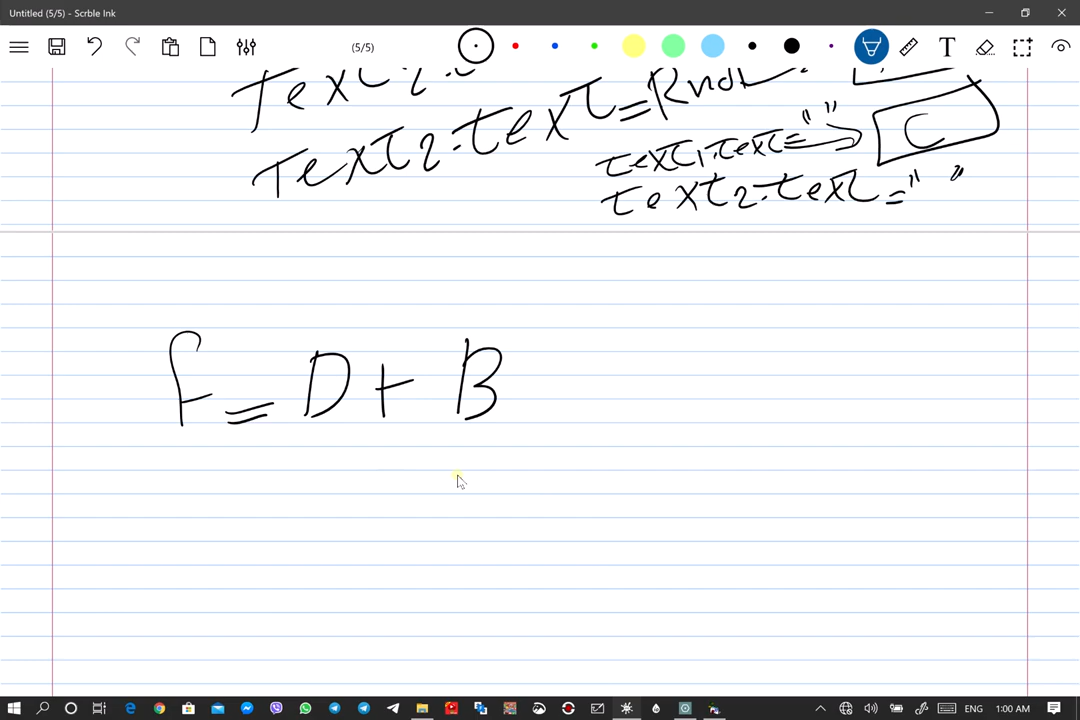 Untitled (5/5) - Scrble Ink
(5/5)
T
Text2.text=Rnd
text1.text=" " C
text2.text=" "
f = D + B
ENG 1:00 AM